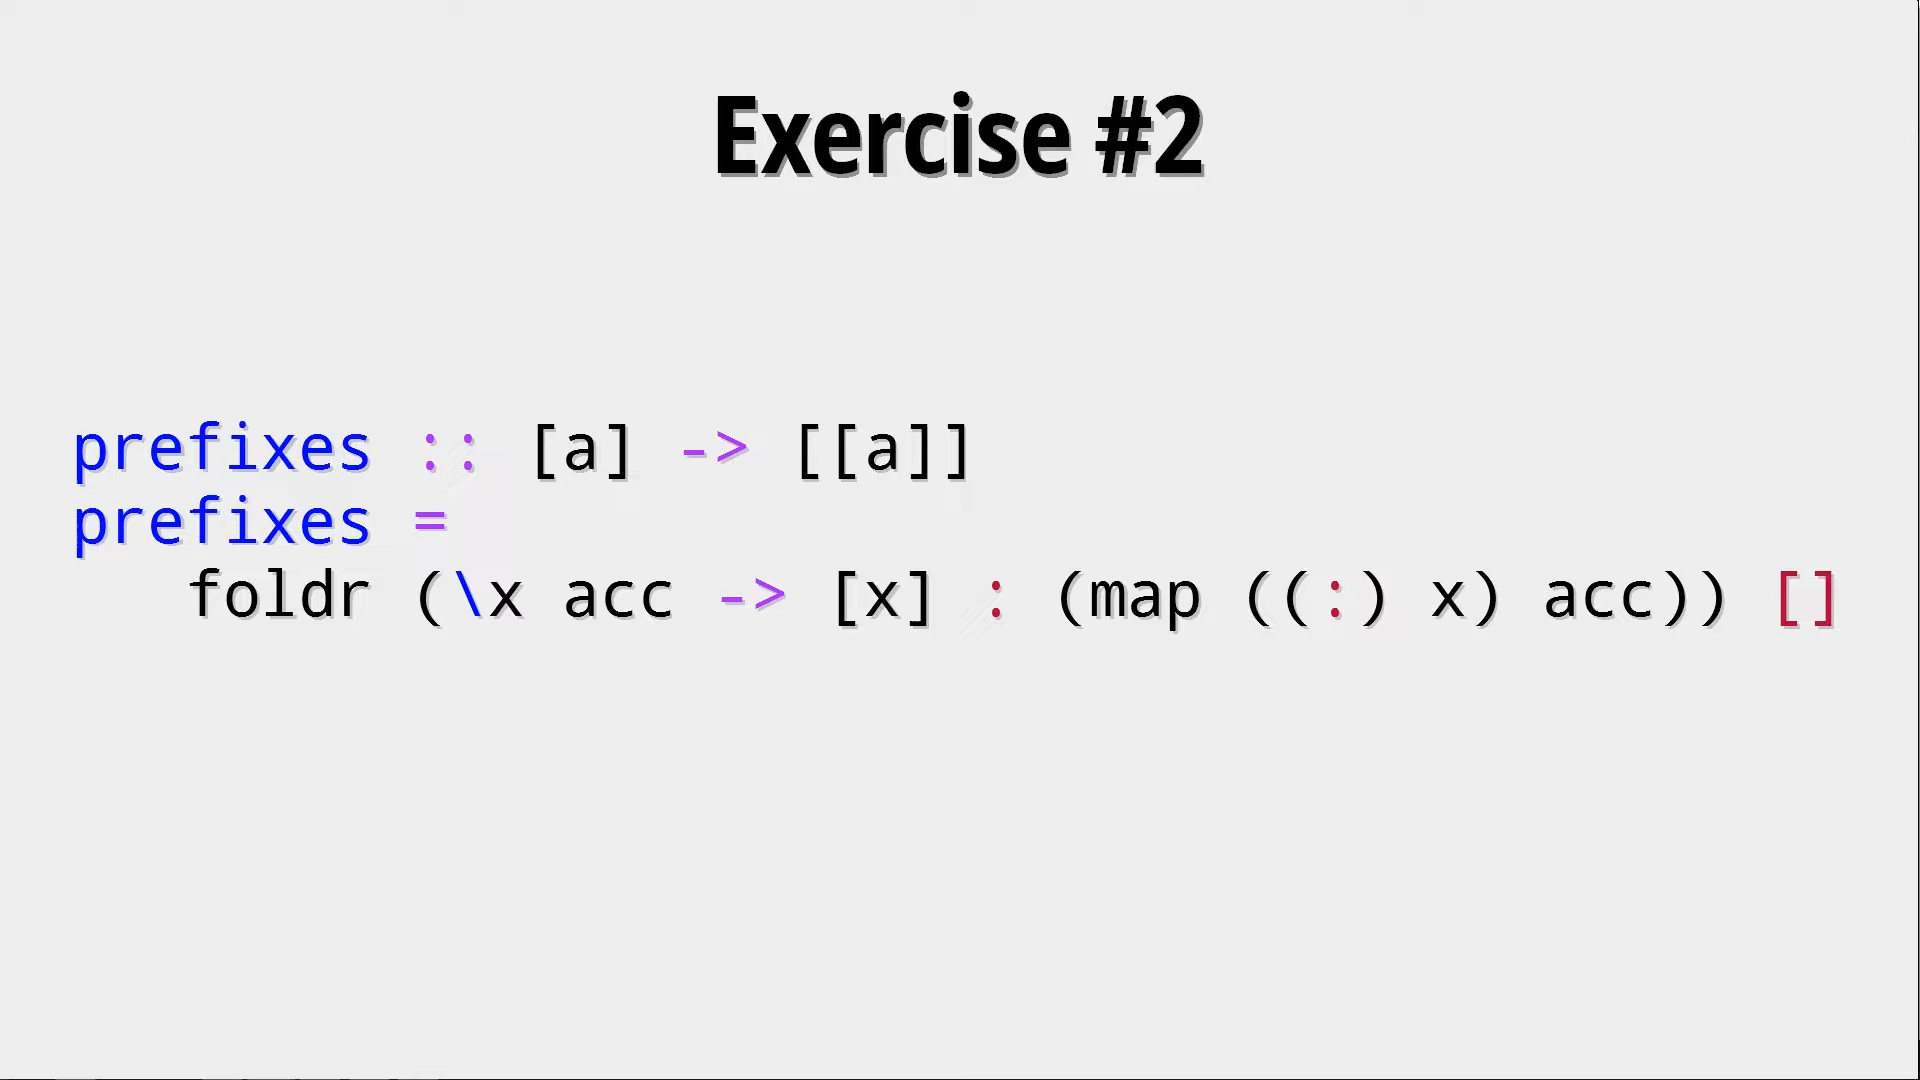 Exercise #2
prefixes :: [a] -> [[a]]
prefixes =
foldr (\x acc -> [x] : (map ((:) x) acc)) []